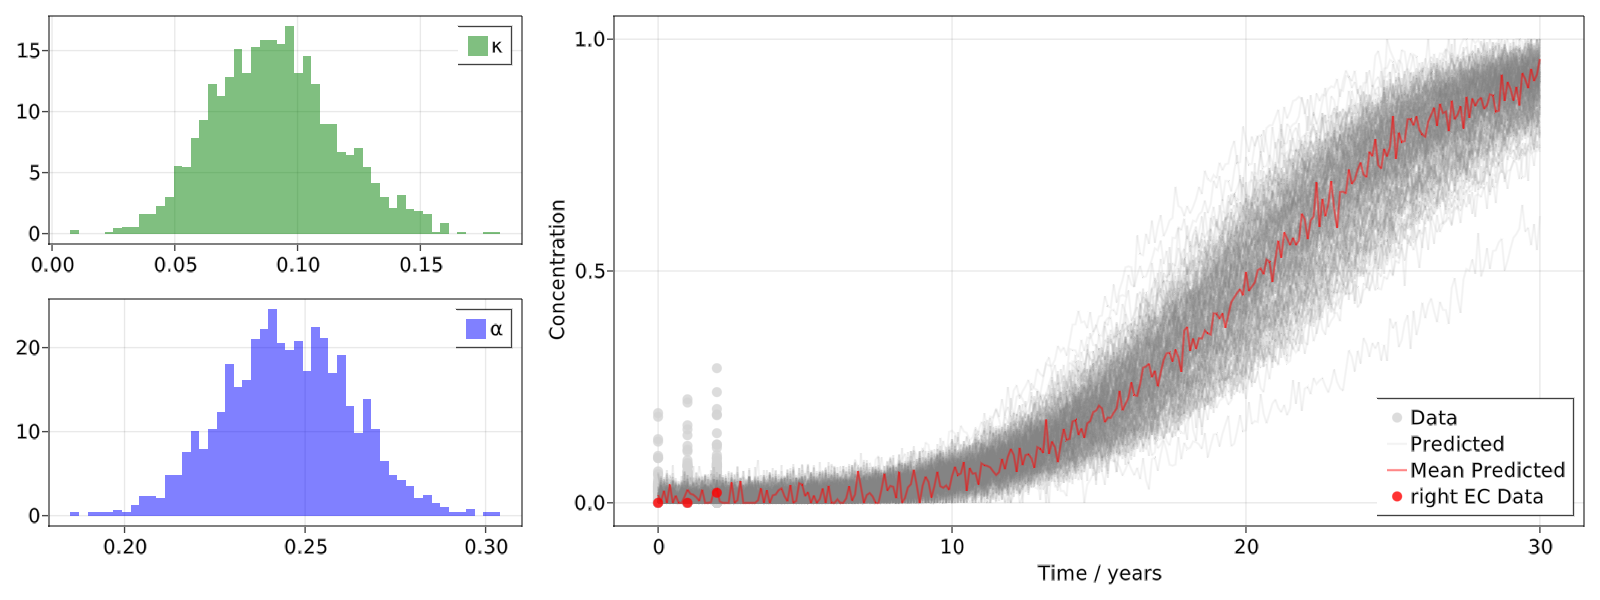 κ
15
10
5
0
0.00 0.05 0.10 0.15
α
20
10
0
0.20 0.25 0.30
Concentration
1.0
0.5
0.0
0 10 20 30
Time / years
Data
Predicted
Mean Predicted
right EC Data